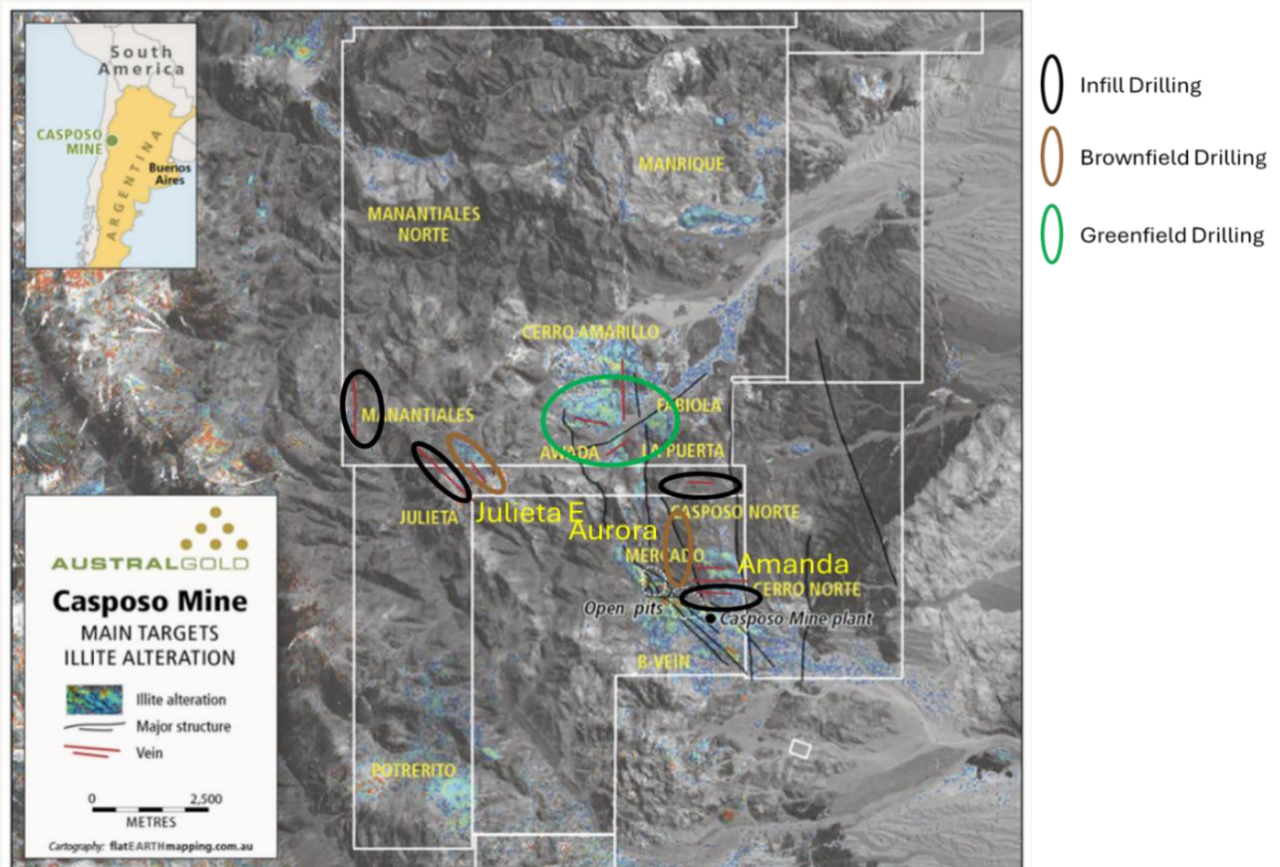 South
America
CASPOSO
MINE
ARGENTINA
Buenos
Aires
MANRIQUE
MANANTIALES
NORTE
CERRO AMARILLO
MANANTIALES
FABIOLA
AWADA
LA PUERTA
JULIETA
Julieta E
CASPOSO NORTE
Aurora
MERCADO
Amanda
CERRO NORTE
Open pits
Casposo Mine plant
B-VEIN
POTRERITO
AUSTRALGOLD
Casposo Mine
MAIN TARGETS
ILLITE ALTERATION
Illite alteration
Major structure
Vein
0 2,500
METRES
Cartography: flatEARTHmapping.com.au
Infill Drilling
Brownfield Drilling
Greenfield Drilling